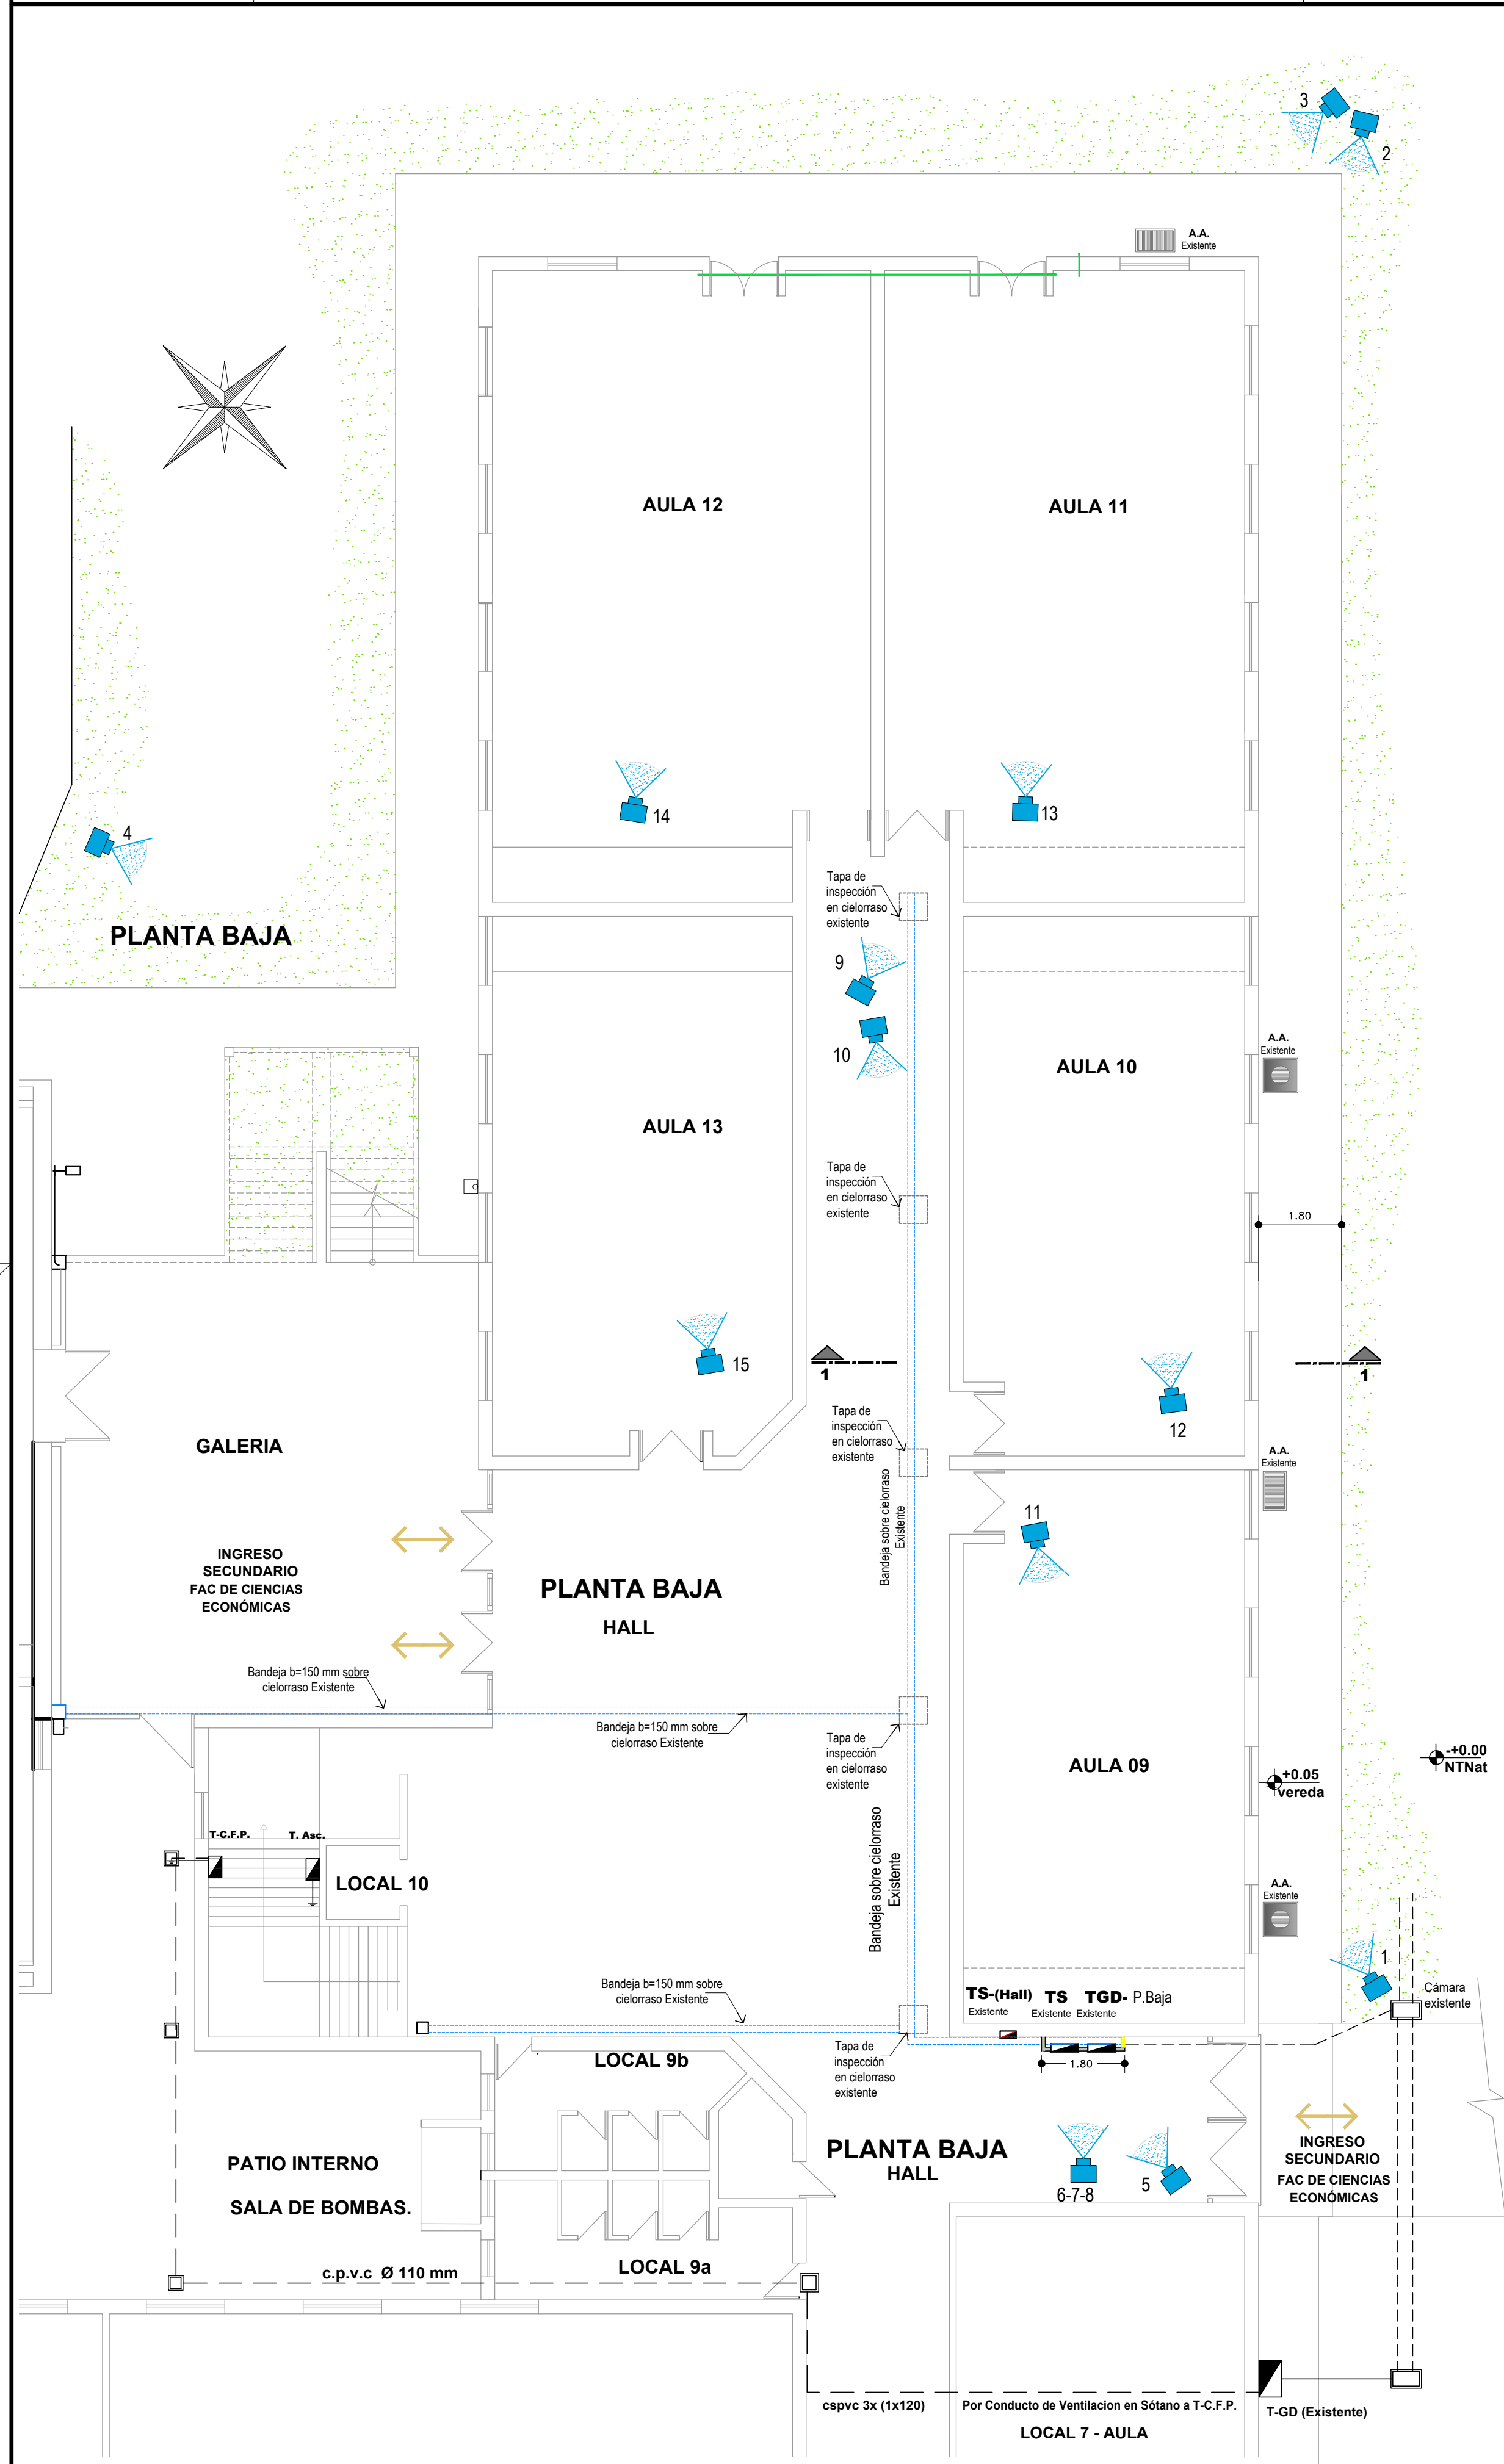 3
2
A.A.
Existente
AULA 12
AULA 11
14
13
4
Tapa de
inspección
en cielorraso
existente
PLANTA BAJA
9
10
A.A.
Existente
AULA 10
AULA 13
Tapa de
inspección
en cielorraso
existente
1.80
15
1
1
12
Tapa de
inspección
en cielorraso
existente
GALERIA
A.A.
Existente
Bandeja sobre cielorraso
Existente
11
INGRESO
SECUNDARIO
FAC DE CIENCIAS
ECONÓMICAS
PLANTA BAJA
HALL
Bandeja b=150 mm sobre
cielorraso Existente
Bandeja b=150 mm sobre
cielorraso Existente
Tapa de
inspección
en cielorraso
existente
AULA 09
-+0.00
NTNat
+0.05
vereda
Bandeja sobre cielorraso
Existente
T-C.F.P.
T. Asc.
LOCAL 10
A.A.
Existente
1
Cámara
existente
Bandeja b=150 mm sobre
cielorraso Existente
TS-(Hall)
Existente
TS
Existente
TGD- P.Baja
Existente
Tapa de
inspección
en cielorraso
existente
LOCAL 9b
1.80
PLANTA BAJA
HALL
6-7-8
5
INGRESO
SECUNDARIO
FAC DE CIENCIAS
ECONÓMICAS
PATIO INTERNO
SALA DE BOMBAS.
LOCAL 9a
c.p.v.c Ø 110 mm
cspvc 3x (1x120)
Por Conducto de Ventilacion en Sótano a T-C.F.P.
T-GD (Existente)
LOCAL 7 - AULA